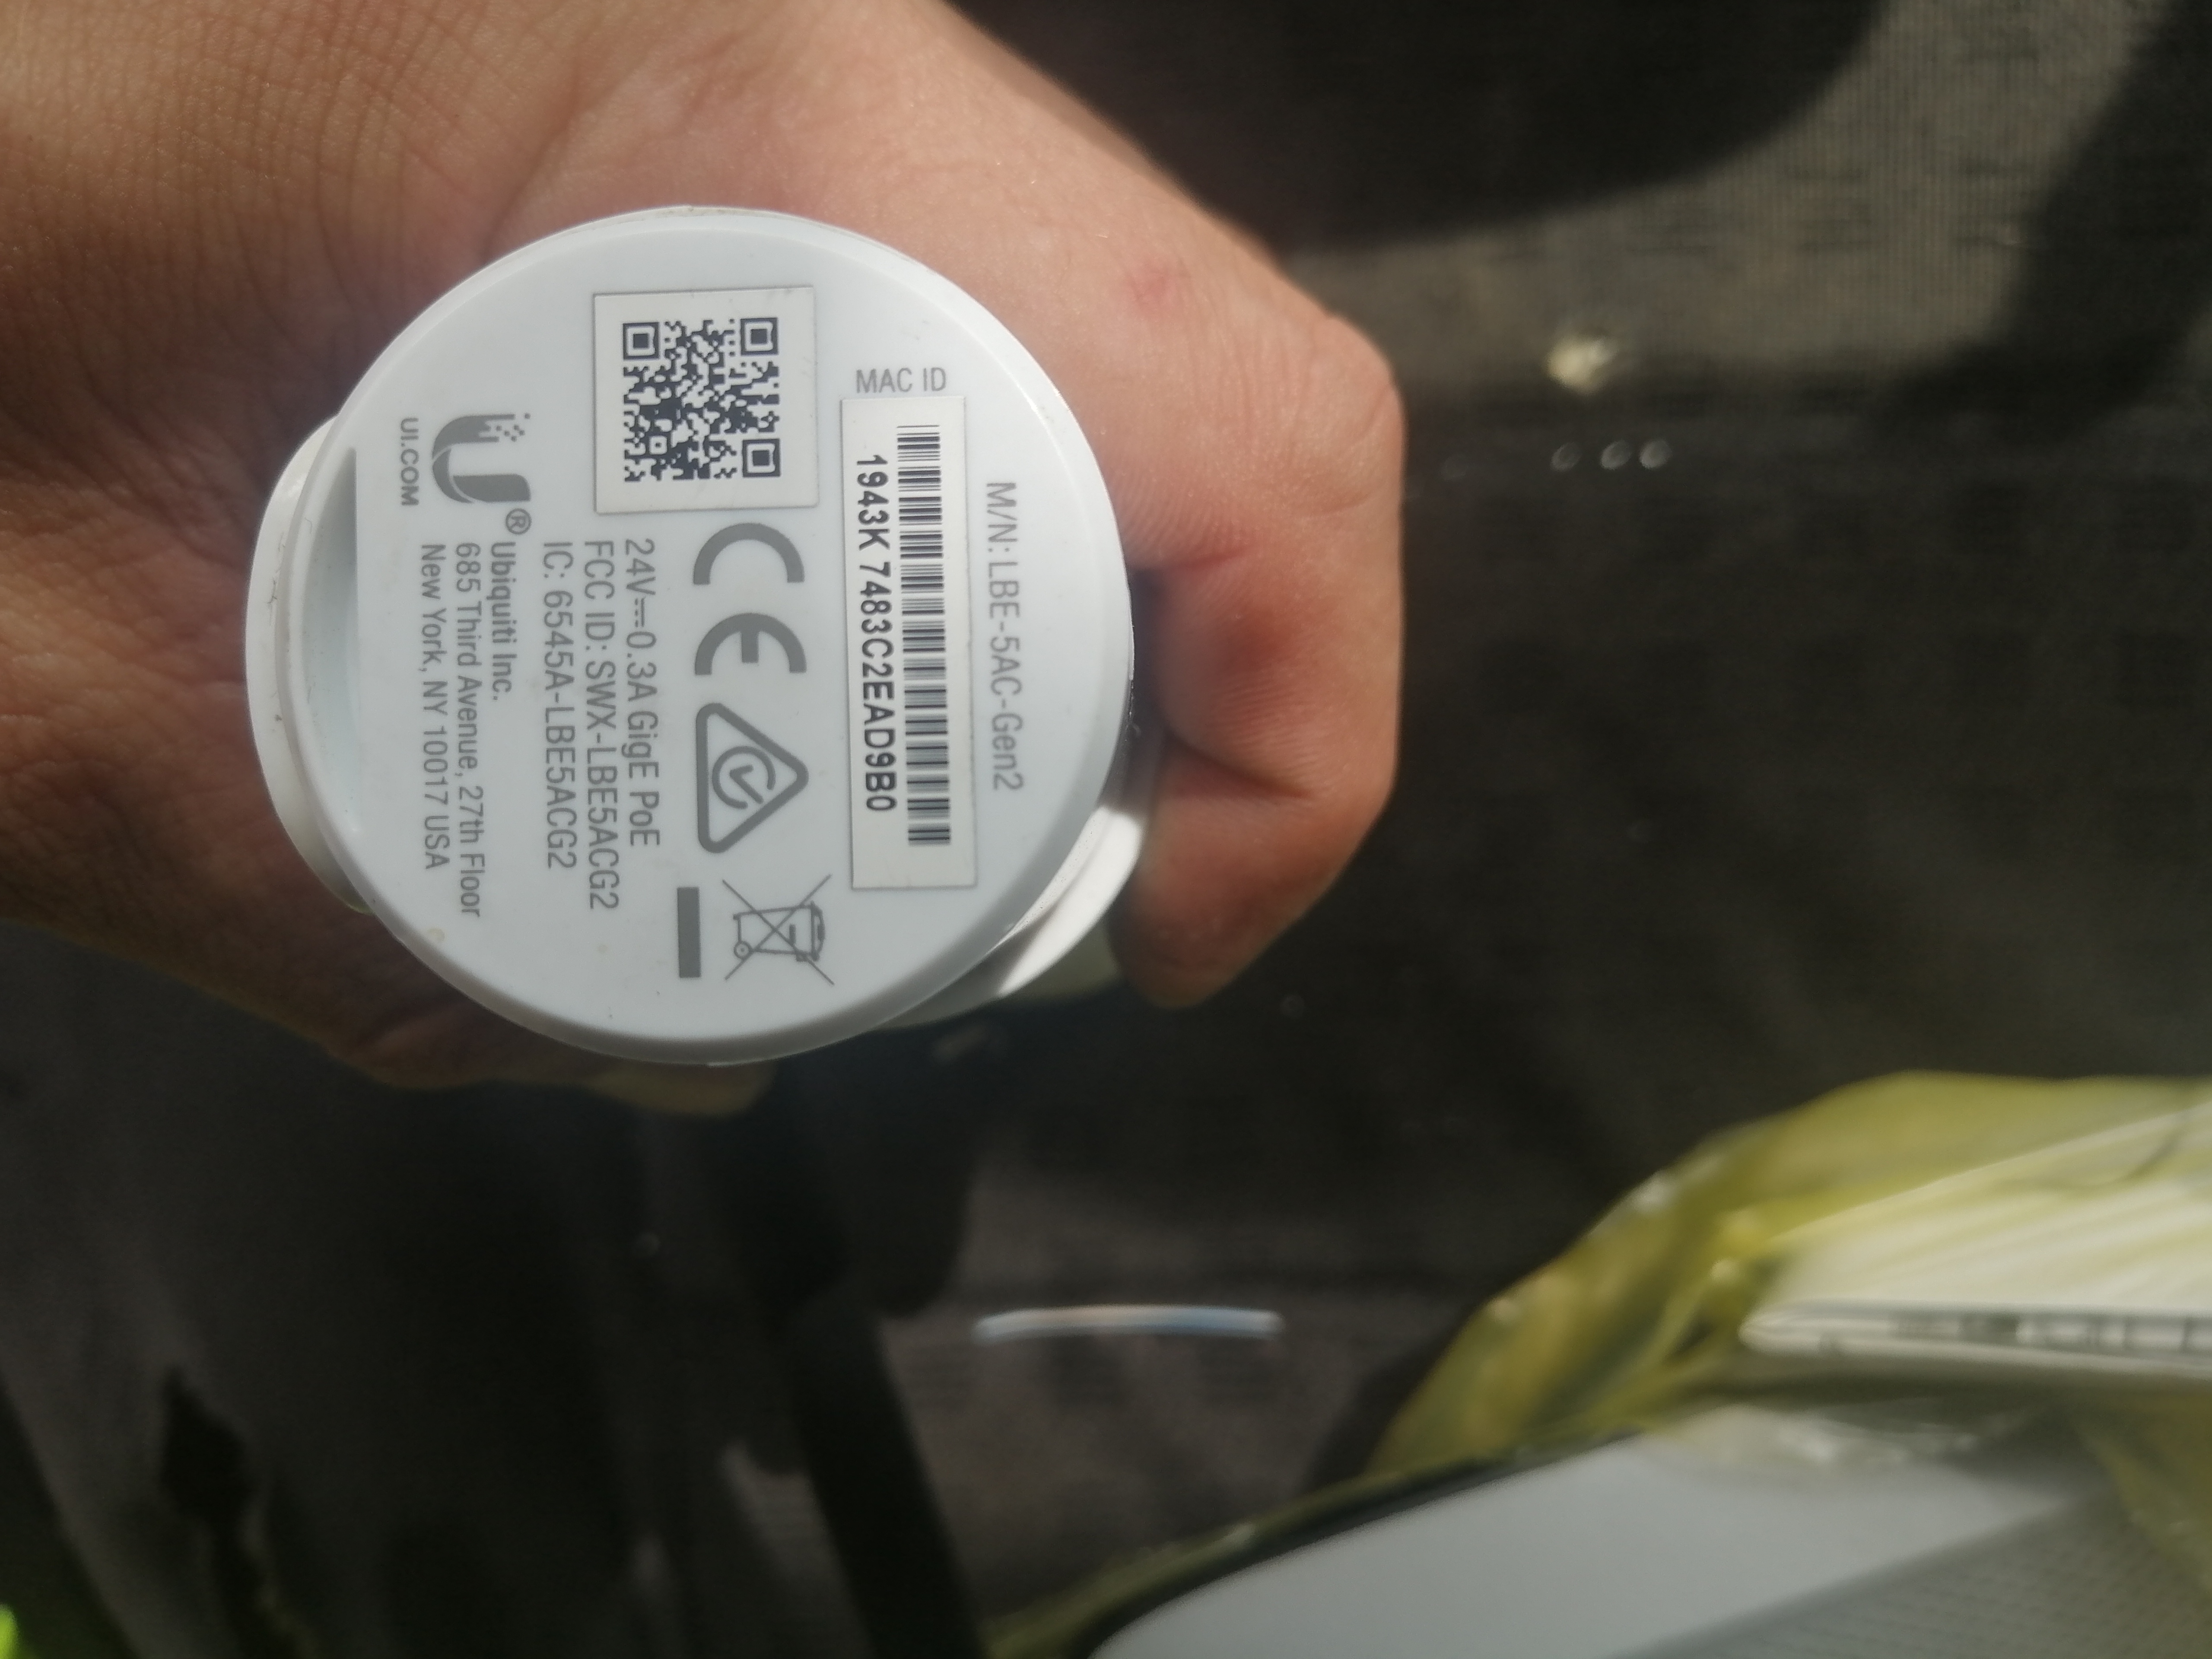 M/N: LBE-5AC-Gen2
MAC ID
1943K 7483C2EAD9B0
24V⎓0.3A GigE PoE
FCC ID: SWX-LBE5ACG2
IC: 6545A-LBE5ACG2
®
Ubiquiti Inc.
685 Third Avenue, 27th Floor
New York, NY 10017 USA
UI.COM